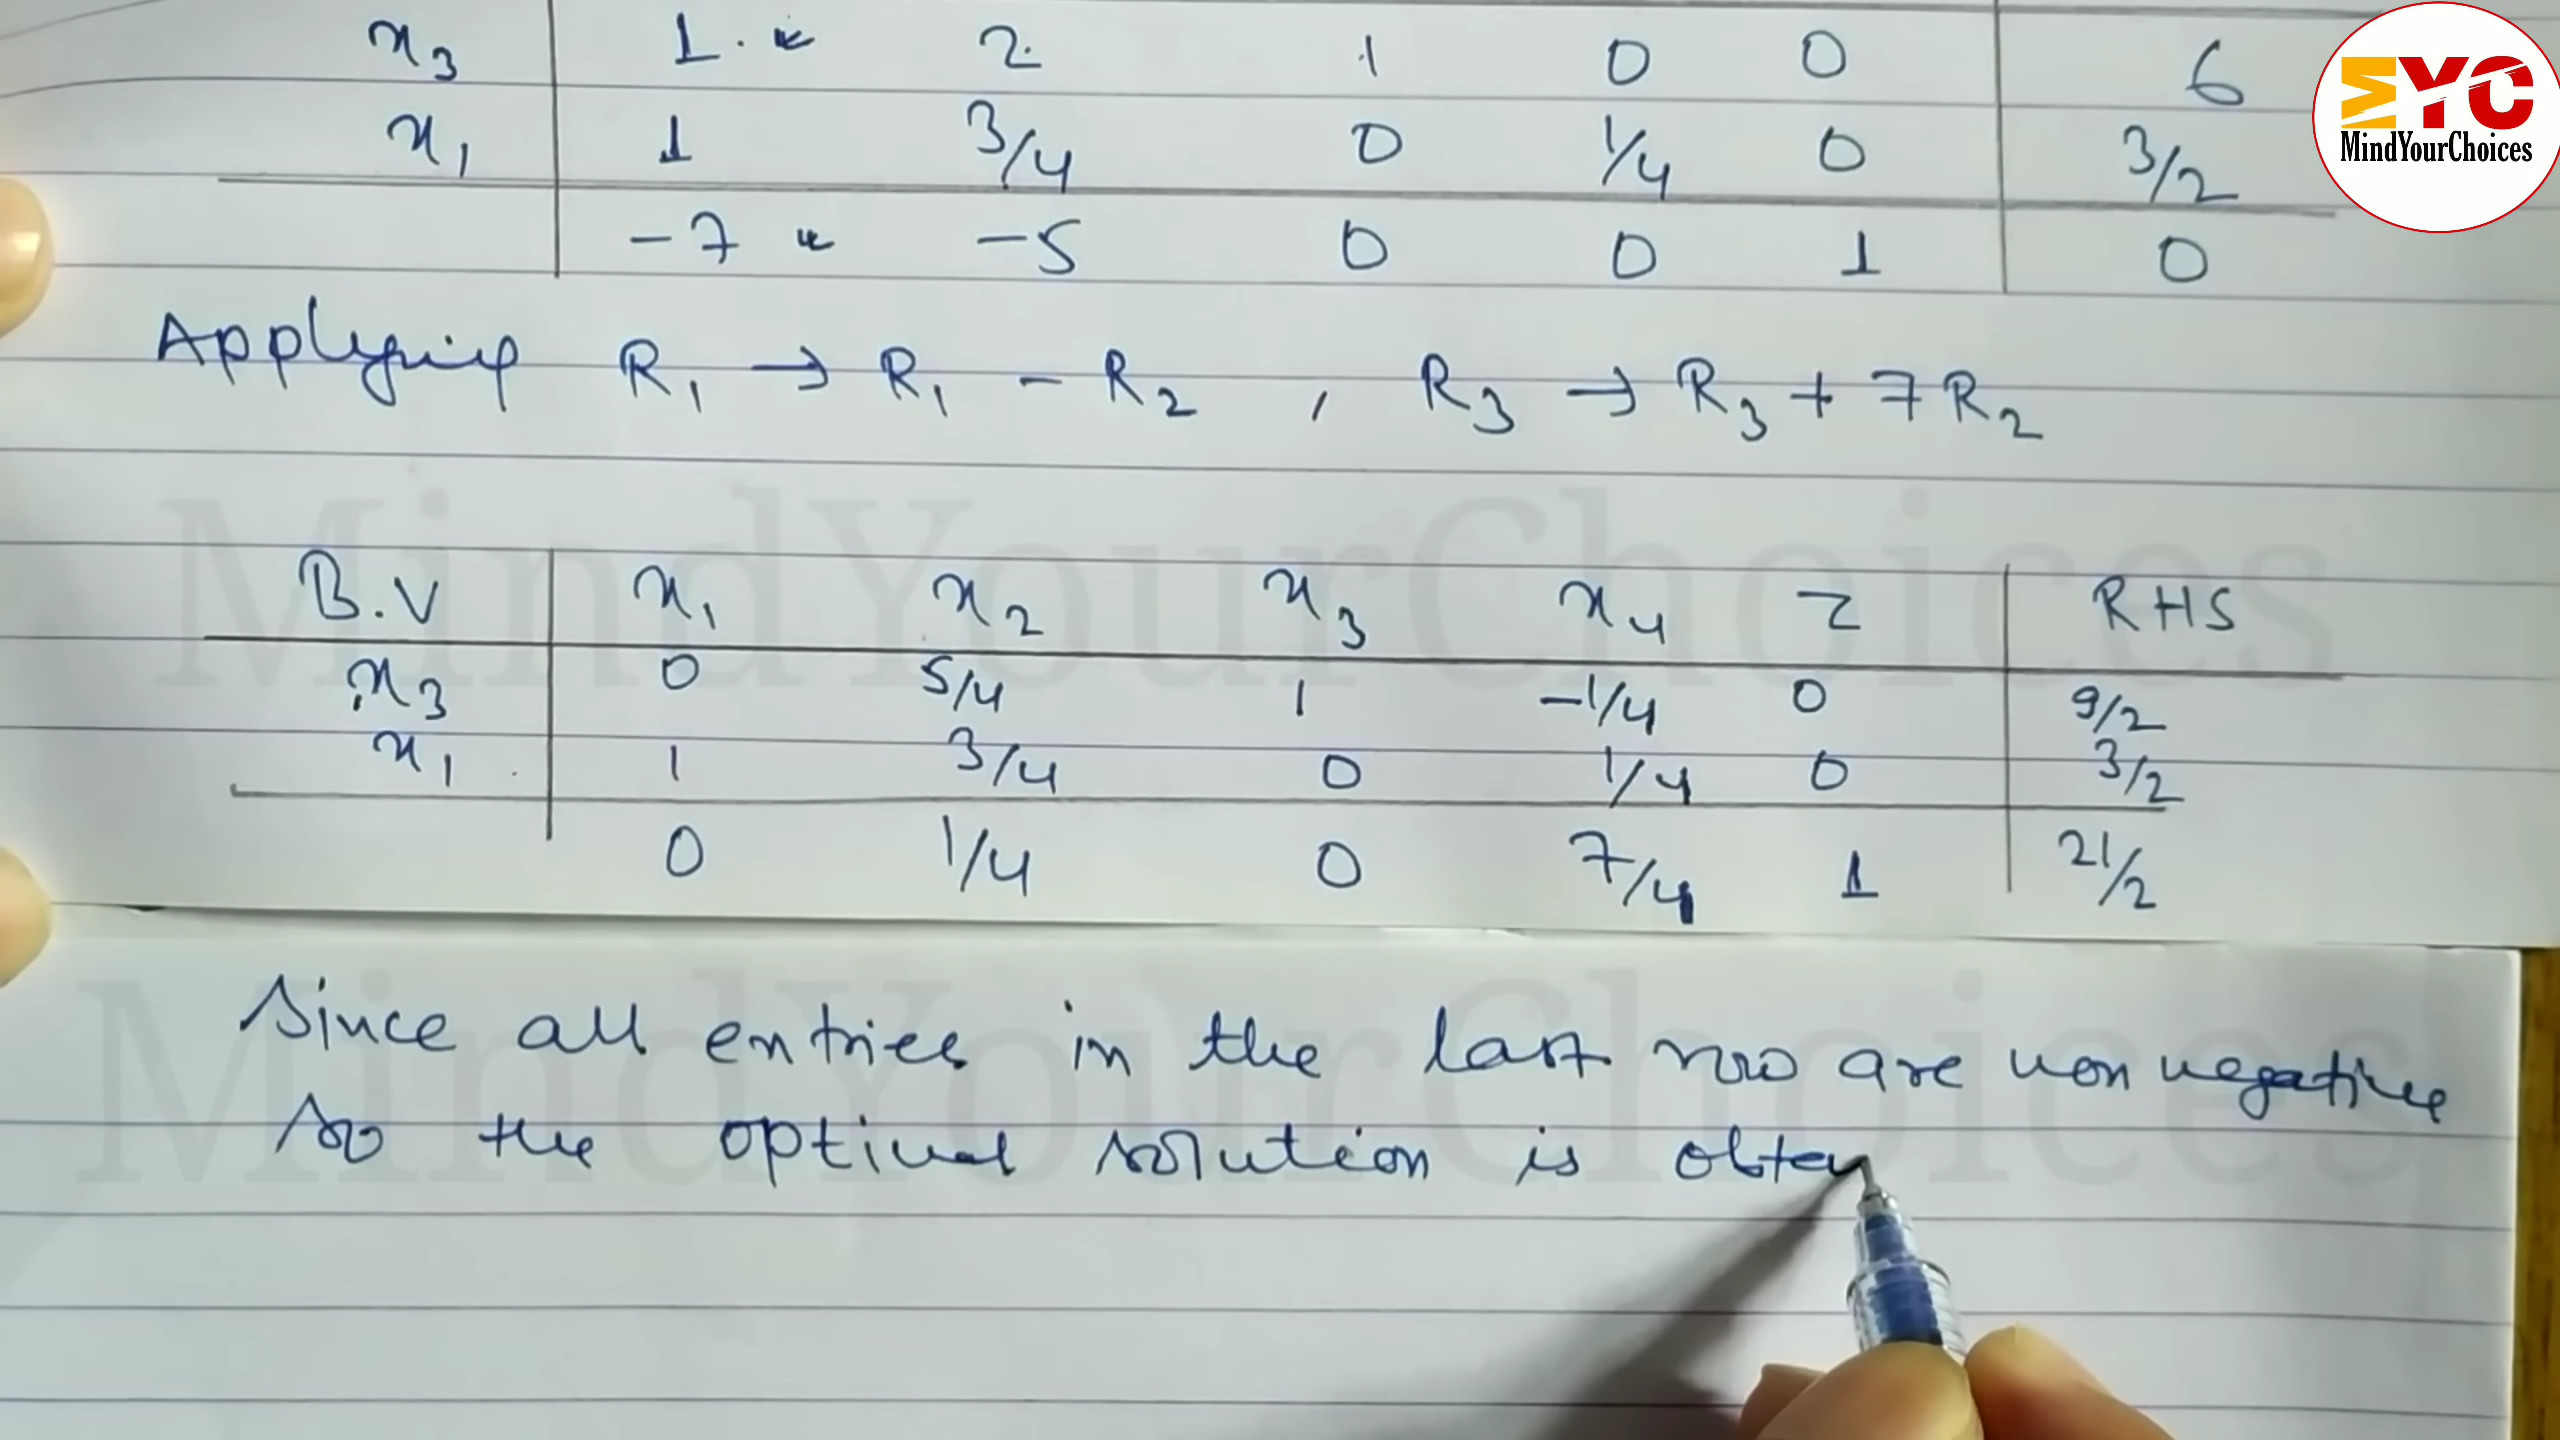 x₃ 1 . 2 1 0 0 6
x₁ 1 3/4 0 1/4 0 3/2
-7 -5 0 0 1 0
MYC
MindYourChoices
Applying R₁ → R₁ - R₂ , R₃ → R₃ + 7R₂
MindYourChoices
B.V x₁ x₂ x₃ x₄ Z RHS
x₃ 0 5/4 1 -1/4 0 9/2
x₁ 1 3/4 0 1/4 0 3/2
0 1/4 0 7/4 1 21/2
MindYourChoices
Since all entries in the last row are non negative
So the optimal solution is obta